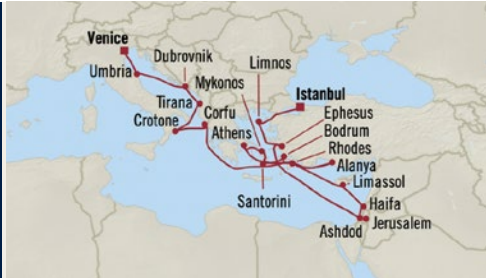 Venice
Dubrovnik
Limnos
Umbria
Mykonos
Istanbul
Tirana
Corfu
Ephesus
Crotone
Athens
Bodrum
Rhodes
Alanya
Limassol
Santorini
Haifa
Ashdod
Jerusalem